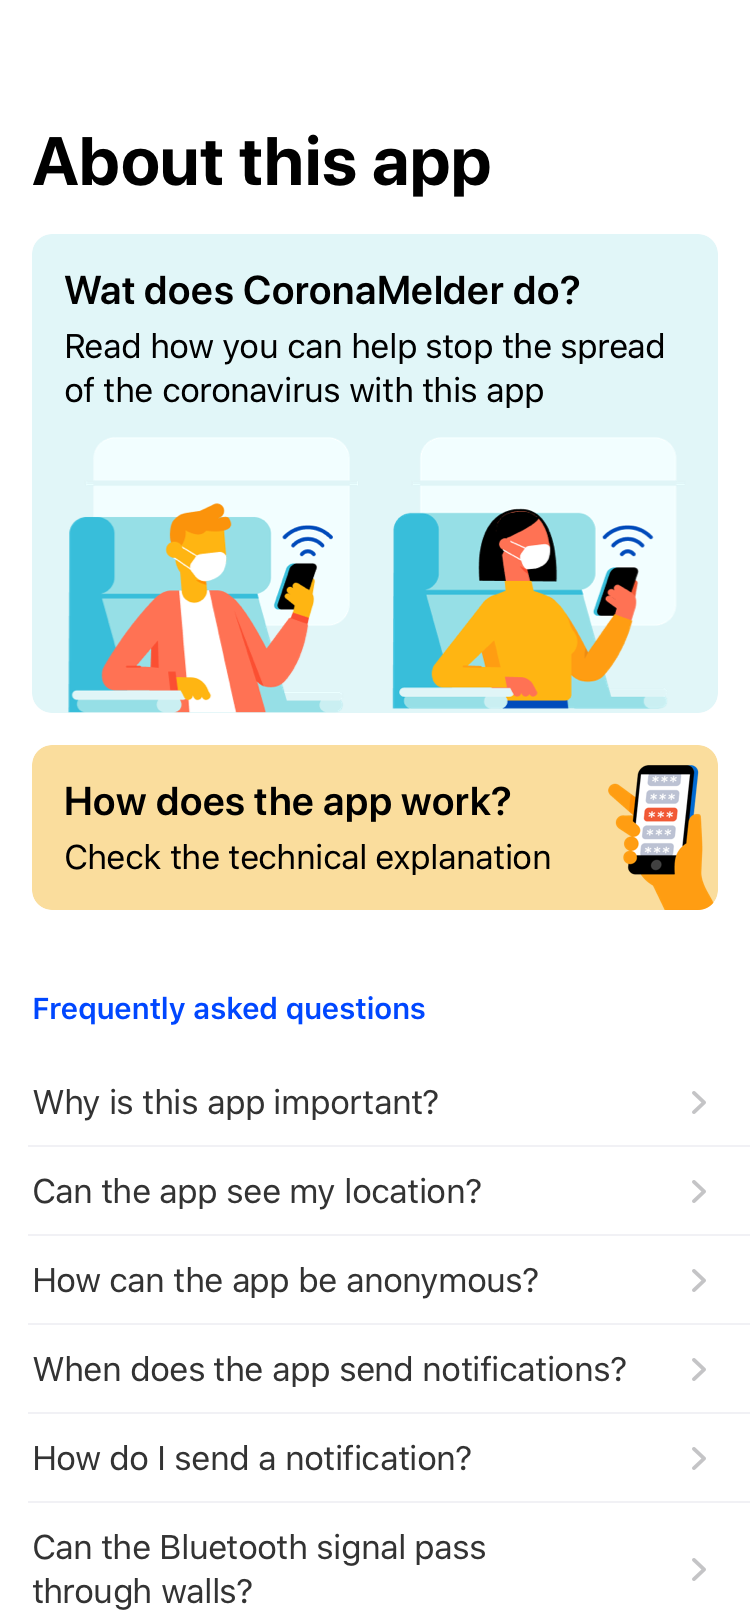 About this app
Wat does CoronaMelder do?
Read how you can help stop the spread
of the coronavirus with this app
How does the app work?
Check the technical explanation
***
***
***
***
***
Frequently asked questions
Why is this app important?
Can the app see my location?
How can the app be anonymous?
When does the app send notifications?
How do I send a notification?
Can the Bluetooth signal pass
through walls?